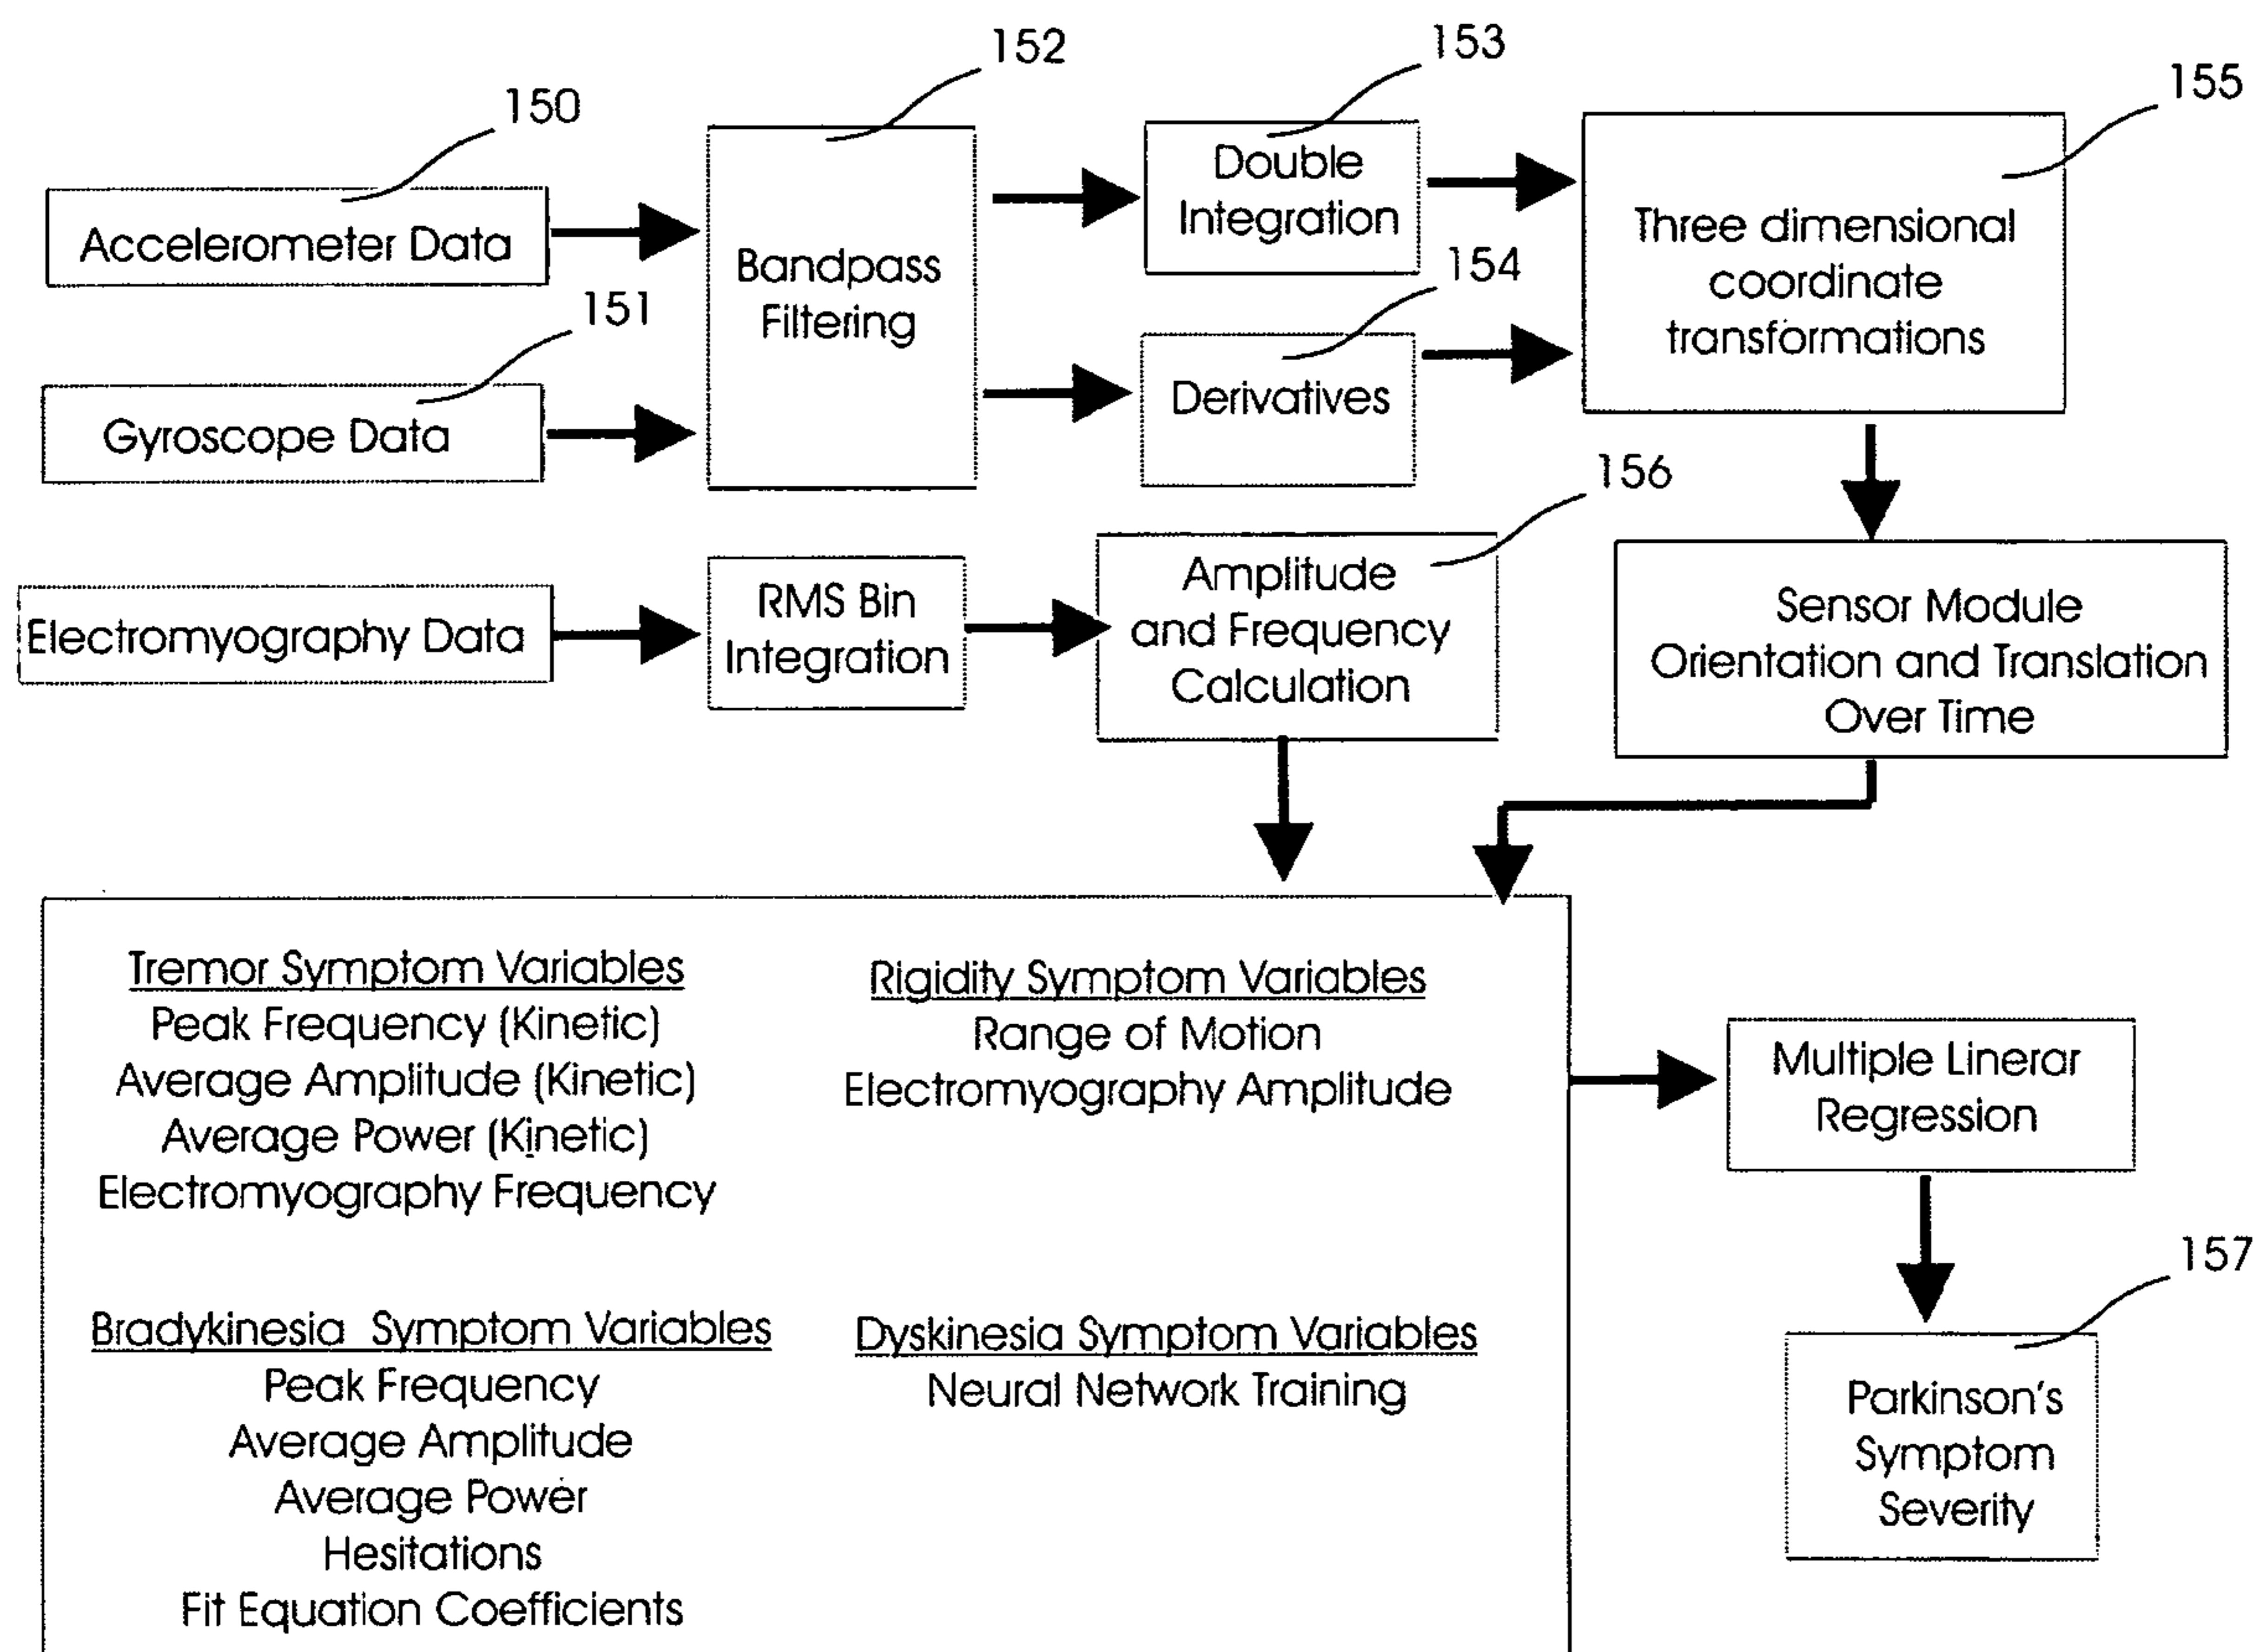 152
153
155
150
Accelerometer Data
Bandpass
Filtering
Double
Integration
Three dimensional
coordinate
transformations
151
Gyroscope Data
154
Derivatives
156
Electromyography Data
RMS Bin
Integration
Amplitude
and Frequency
Calculation
Sensor Module
Orientation and Translation
Over Time
Tremor Symptom Variables
Peak Frequency (Kinetic)
Average Amplitude (Kinetic)
Average Power (Kinetic)
Electromyography Frequency
Rigidity Symptom Variables
Range of Motion
Electromyography Amplitude
Bradykinesia Symptom Variables
Peak Frequency
Average Amplitude
Average Power
Hesitations
Fit Equation Coefficients
Dyskinesia Symptom Variables
Neural Network Training
Multiple Linerar
Regression
157
Parkinson's
Symptom
Severity